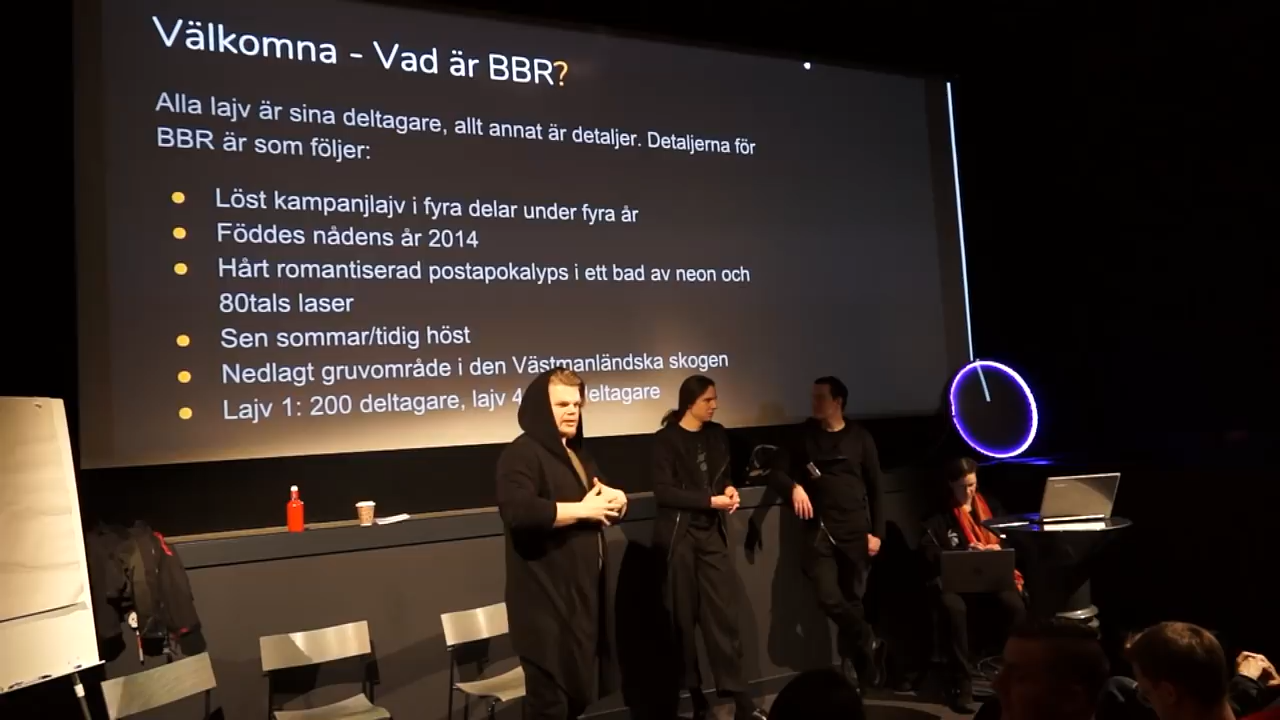 Välkomna - Vad är BBR?
Alla lajv är sina deltagare, allt annat är detaljer. Detaljerna för
BBR är som följer:
Löst kampanjlajv i fyra delar under fyra år
Föddes nådens år 2014
Hårt romantiserad postapokalyps i ett bad av neon och
80tals laser
Sen sommar/tidig höst
Nedlagt gruvområde i den Västmanländska skogen
Lajv 1: 200 deltagare, lajv 4